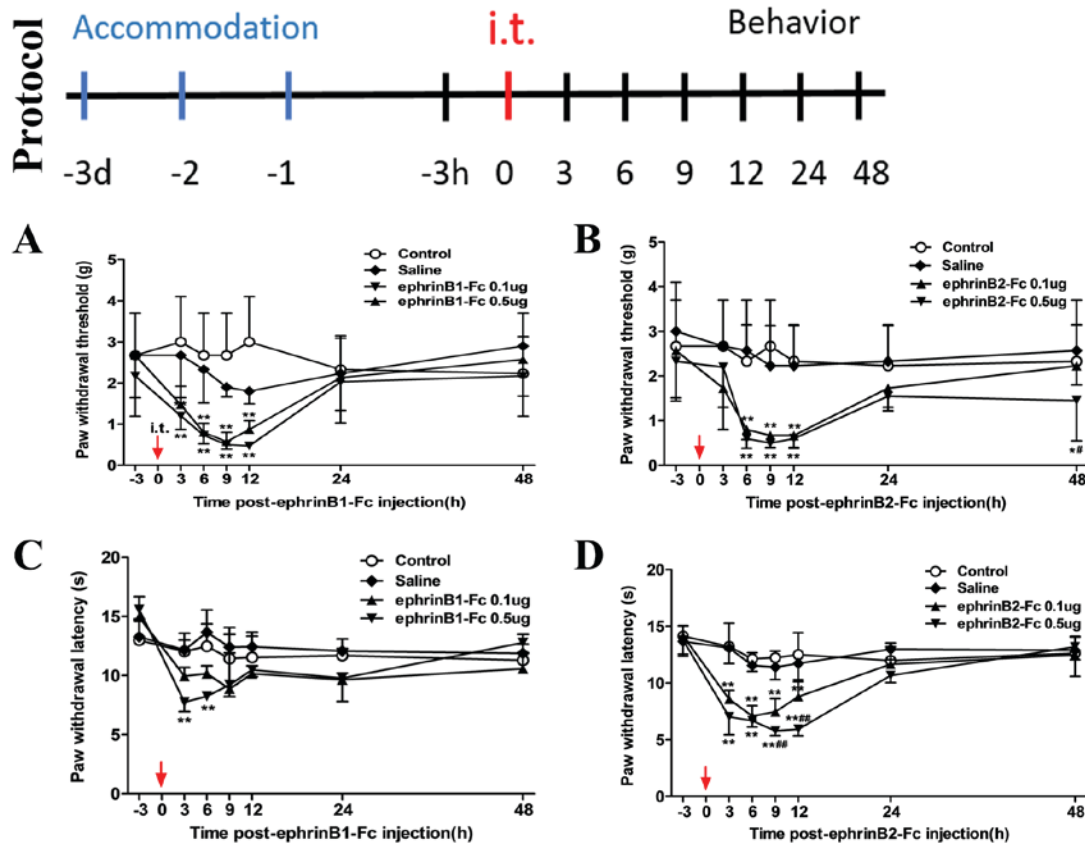 Protocol
Accommodation i.t. Behavior
-3d -2 -1 -3h 0 3 6 9 12 24 48
A
Paw withdrawal threshold (g)
5
4
3
2
1
0
Control
Saline
ephrinB1-Fc 0.1ug
ephrinB1-Fc 0.5ug
i.t.
** ** ** **
** ** ** **
-3 0 3 6 9 12 24 48
Time post-ephrinB1-Fc injection(h)
B
Paw withdrawal threshold (g)
5
4
3
2
1
0
Control
Saline
ephrinB2-Fc 0.1ug
ephrinB2-Fc 0.5ug
** ** **
** ** **
*#
-3 0 3 6 9 12 24 48
Time post-ephrinB2-Fc injection(h)
C
Paw withdrawal latency (s)
20
15
10
5
0
Control
Saline
ephrinB1-Fc 0.1ug
ephrinB1-Fc 0.5ug
** **
-3 0 3 6 9 12 24 48
Time post-ephrinB1-Fc injection(h)
D
Paw withdrawal latency (s)
20
15
10
5
0
Control
Saline
ephrinB2-Fc 0.1ug
ephrinB2-Fc 0.5ug
** ** ** **
** ** **## **##
-3 0 3 6 9 12 24 48
Time post-ephrinB2-Fc injection(h)